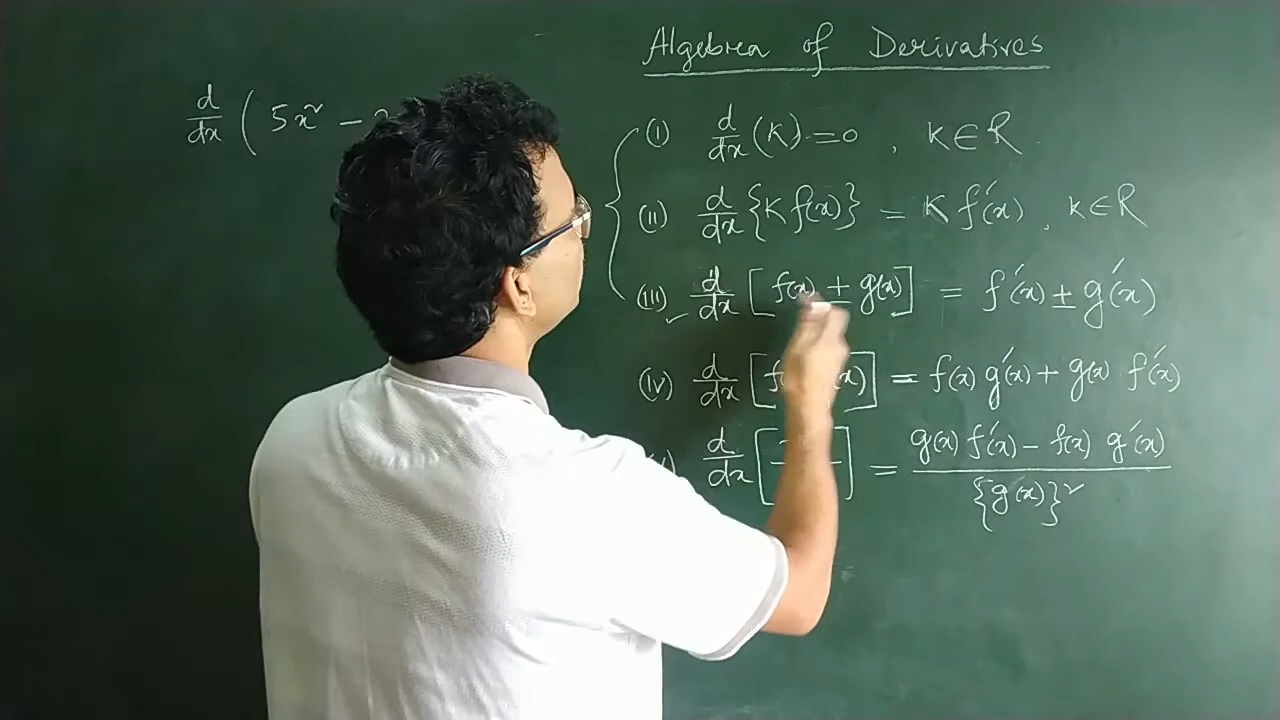 Algebra of Derivatives
d/dx ( 5x² –
(i) d/dx (K) = 0 , K ∈ R
(ii) d/dx {K f(x)} = K f′(x) , K ∈ R
(iii) d/dx [ f(x) ± g(x) ] = f′(x) ± g′(x)
(iv) d/dx [ f(x) ] = f(x) g′(x) + g(x) f′(x)
d/dx [ ] = g(x) f′(x) – f(x) g′(x) / {g(x)}²